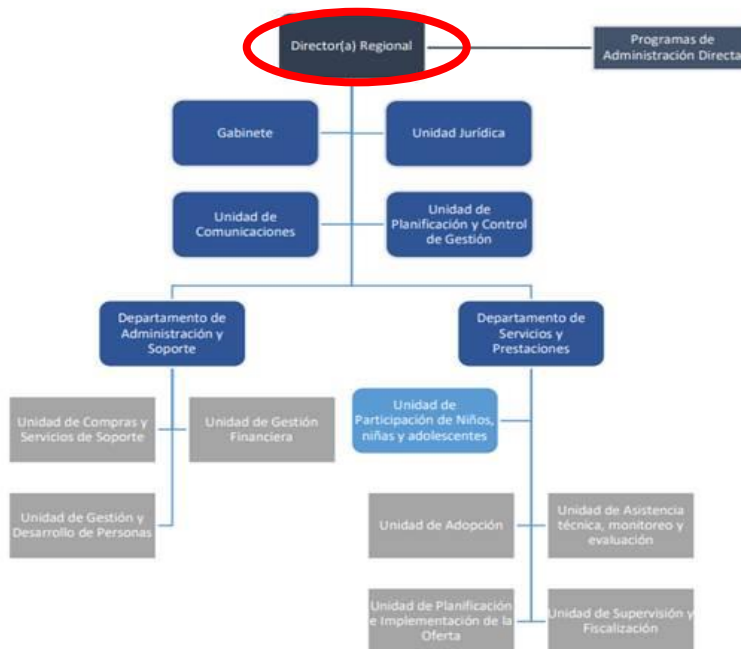 Director(a) Regional
Programas de
Administración Directa
Gabinete
Unidad Jurídica
Unidad de
Comunicaciones
Unidad de
Planificación y Control
de Gestión
Departamento de
Administración y
Soporte
Departamento de
Servicios y
Prestaciones
Unidad de Compras y
Servicios de Soporte
Unidad de Gestión
Financiera
Unidad de
Participación de Niños,
niñas y adolescentes
Unidad de Gestión y
Desarrollo de Personas
Unidad de Adopción
Unidad de Asistencia
técnica, monitoreo y
evaluación
Unidad de Planificación
e Implementación de la
Oferta
Unidad de Supervisión y
Fiscalización